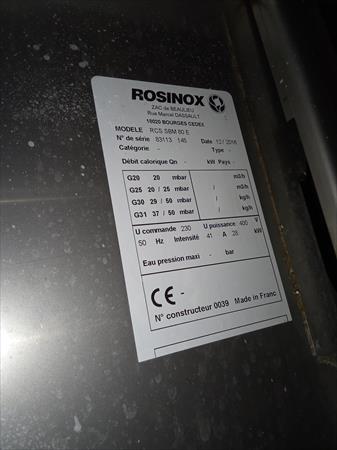 ROSINOX
ZAC de BEAULIEU
Rue Marcel DASSAULT
18020 BOURGES CEDEX
MODELE RCS SBM 80 E
N° de série 83113 145 Date 12/2016
Catégorie - Type -
Débit calorique Qn - kW Pays -
G20 20 mbar / m3/h
G25 20 / 25 mbar / m3/h
G30 29 / 50 mbar / kg/h
G31 37 / 50 mbar / kg/h
U commande 230 U puissance 400 V
50 Hz Intensité 41 A 28 kW
Eau pression maxi - bar
CE -
N° constructeur 0039 Made in Franc